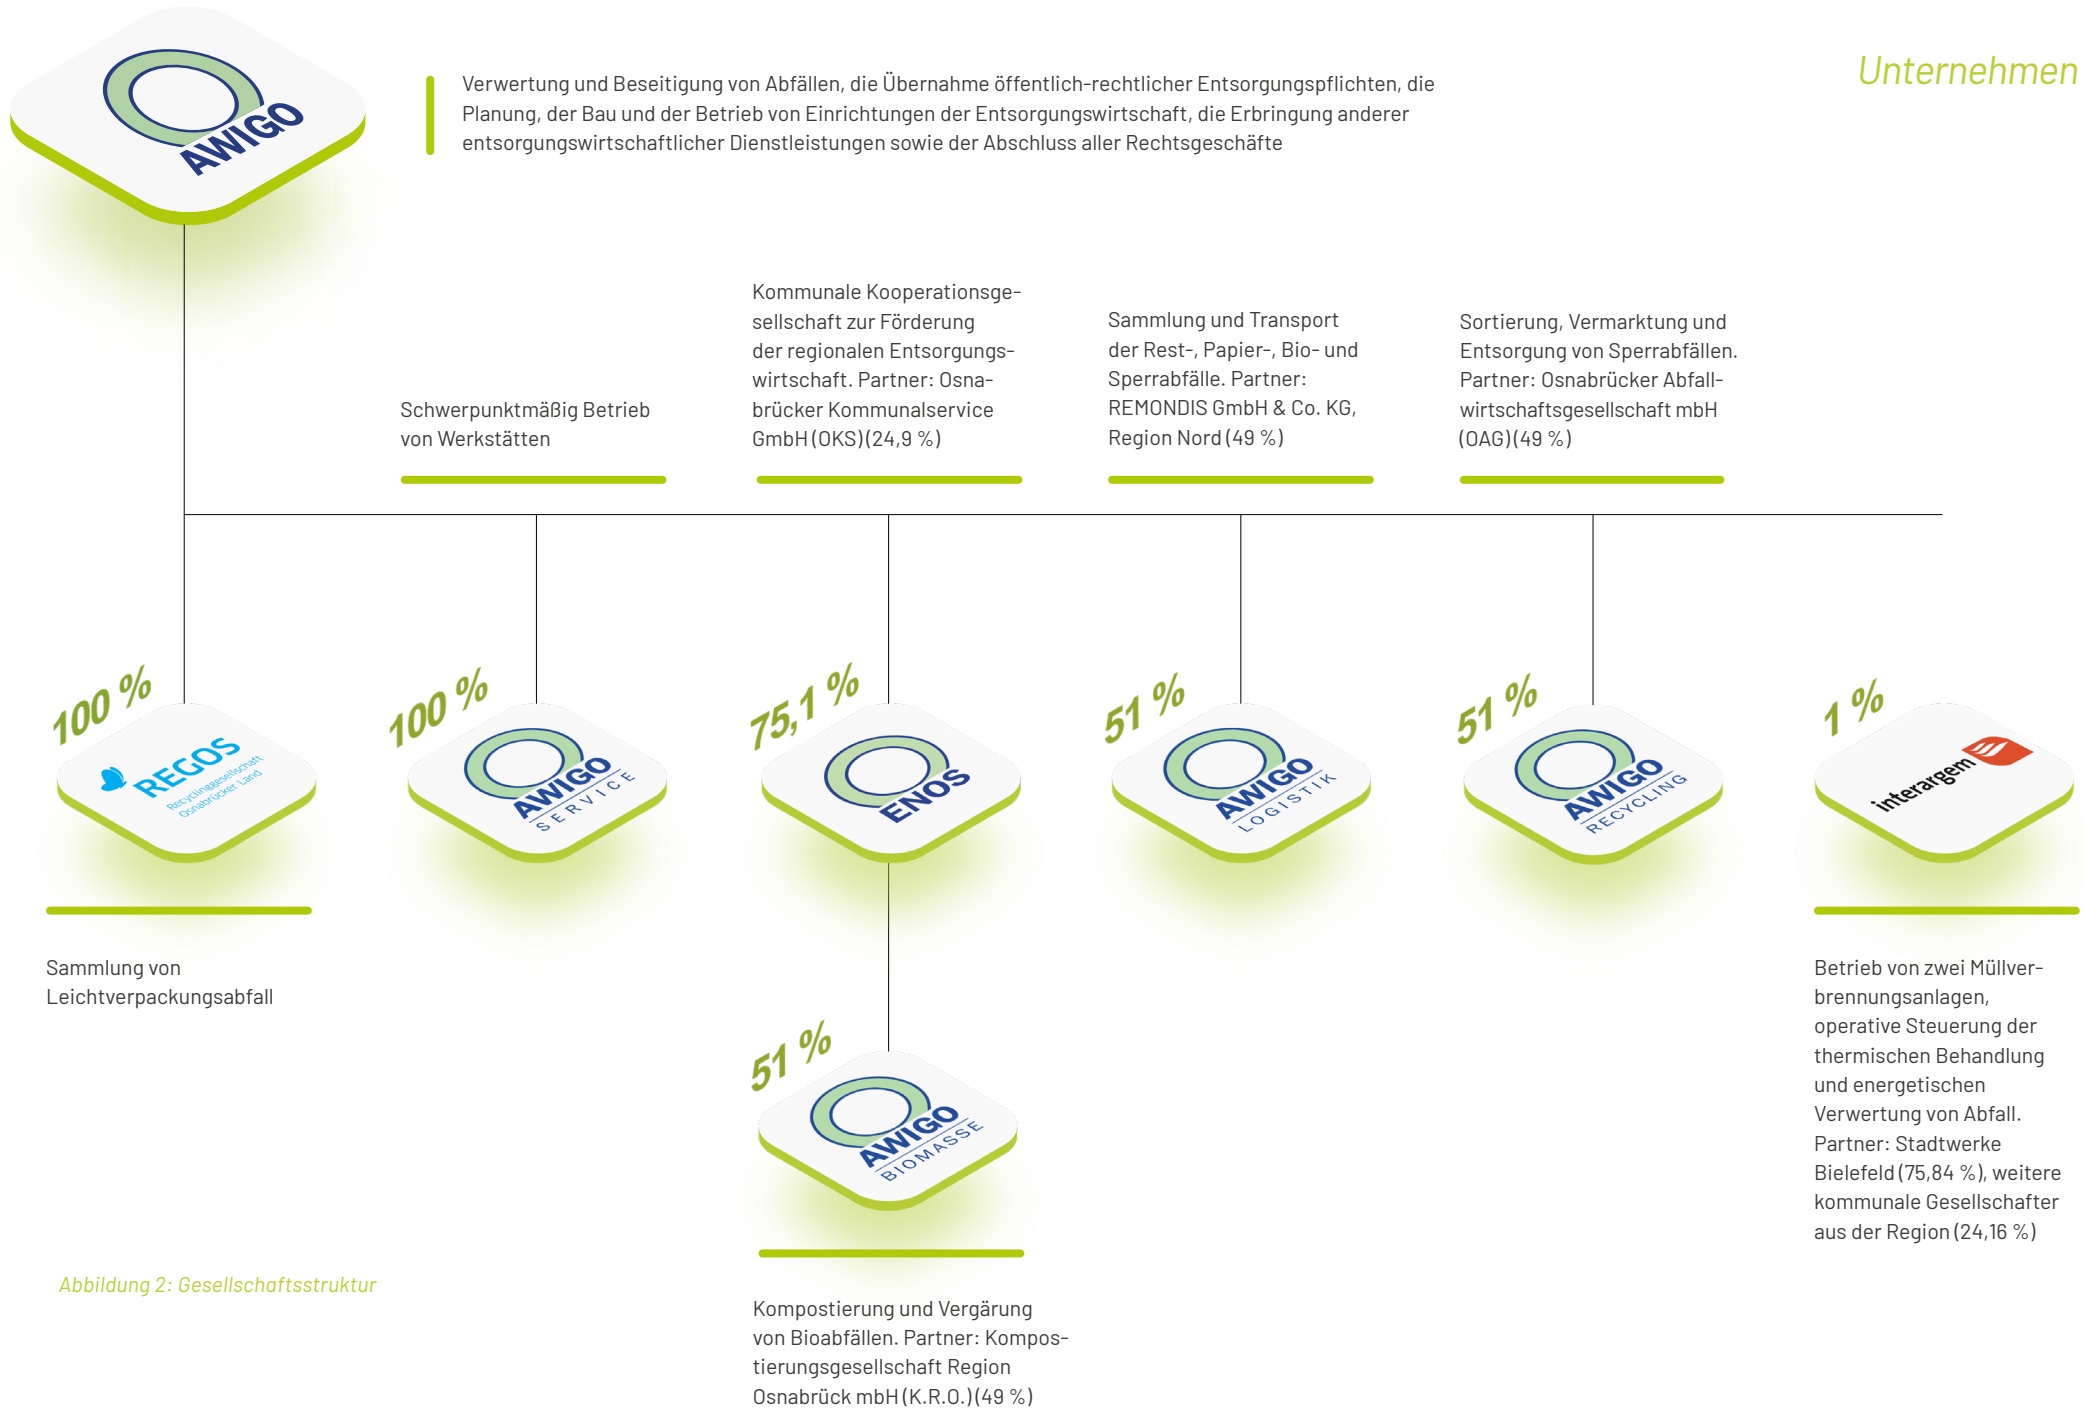 Unternehmen
AWIGO
Verwertung und Beseitigung von Abfällen, die Übernahme öffentlich-rechtlicher Entsorgungspflichten, die
Planung, der Bau und der Betrieb von Einrichtungen der Entsorgungswirtschaft, die Erbringung anderer
entsorgungswirtschaftlicher Dienstleistungen sowie der Abschluss aller Rechtsgeschäfte
Schwerpunktmäßig Betrieb
von Werkstätten
Kommunale Kooperationsge-
sellschaft zur Förderung
der regionalen Entsorgungs-
wirtschaft. Partner: Osna-
brücker Kommunalservice
GmbH (OKS) (24,9 %)
Sammlung und Transport
der Rest-, Papier-, Bio- und
Sperrabfälle. Partner:
REMONDIS GmbH & Co. KG,
Region Nord (49 %)
Sortierung, Vermarktung und
Entsorgung von Sperrabfällen.
Partner: Osnabrücker Abfall-
wirtschaftsgesellschaft mbH
(OAG) (49 %)
100 %
REGOS
Recyclinggesellschaft
Osnabrücker Land
100 %
AWIGO
SERVICE
75,1 %
ENOS
51 %
AWIGO
LOGISTIK
51 %
AWIGO
RECYCLING
1 %
interargem
Sammlung von
Leichtverpackungsabfall
51 %
AWIGO
BIOMASSE
Kompostierung und Vergärung
von Bioabfällen. Partner: Kompos-
tierungsgesellschaft Region
Osnabrück mbH (K.R.O.) (49 %)
Betrieb von zwei Müllver-
brennungsanlagen,
operative Steuerung der
thermischen Behandlung
und energetischen
Verwertung von Abfall.
Partner: Stadtwerke
Bielefeld (75,84 %), weitere
kommunale Gesellschafter
aus der Region (24,16 %)
Abbildung 2: Gesellschaftsstruktur